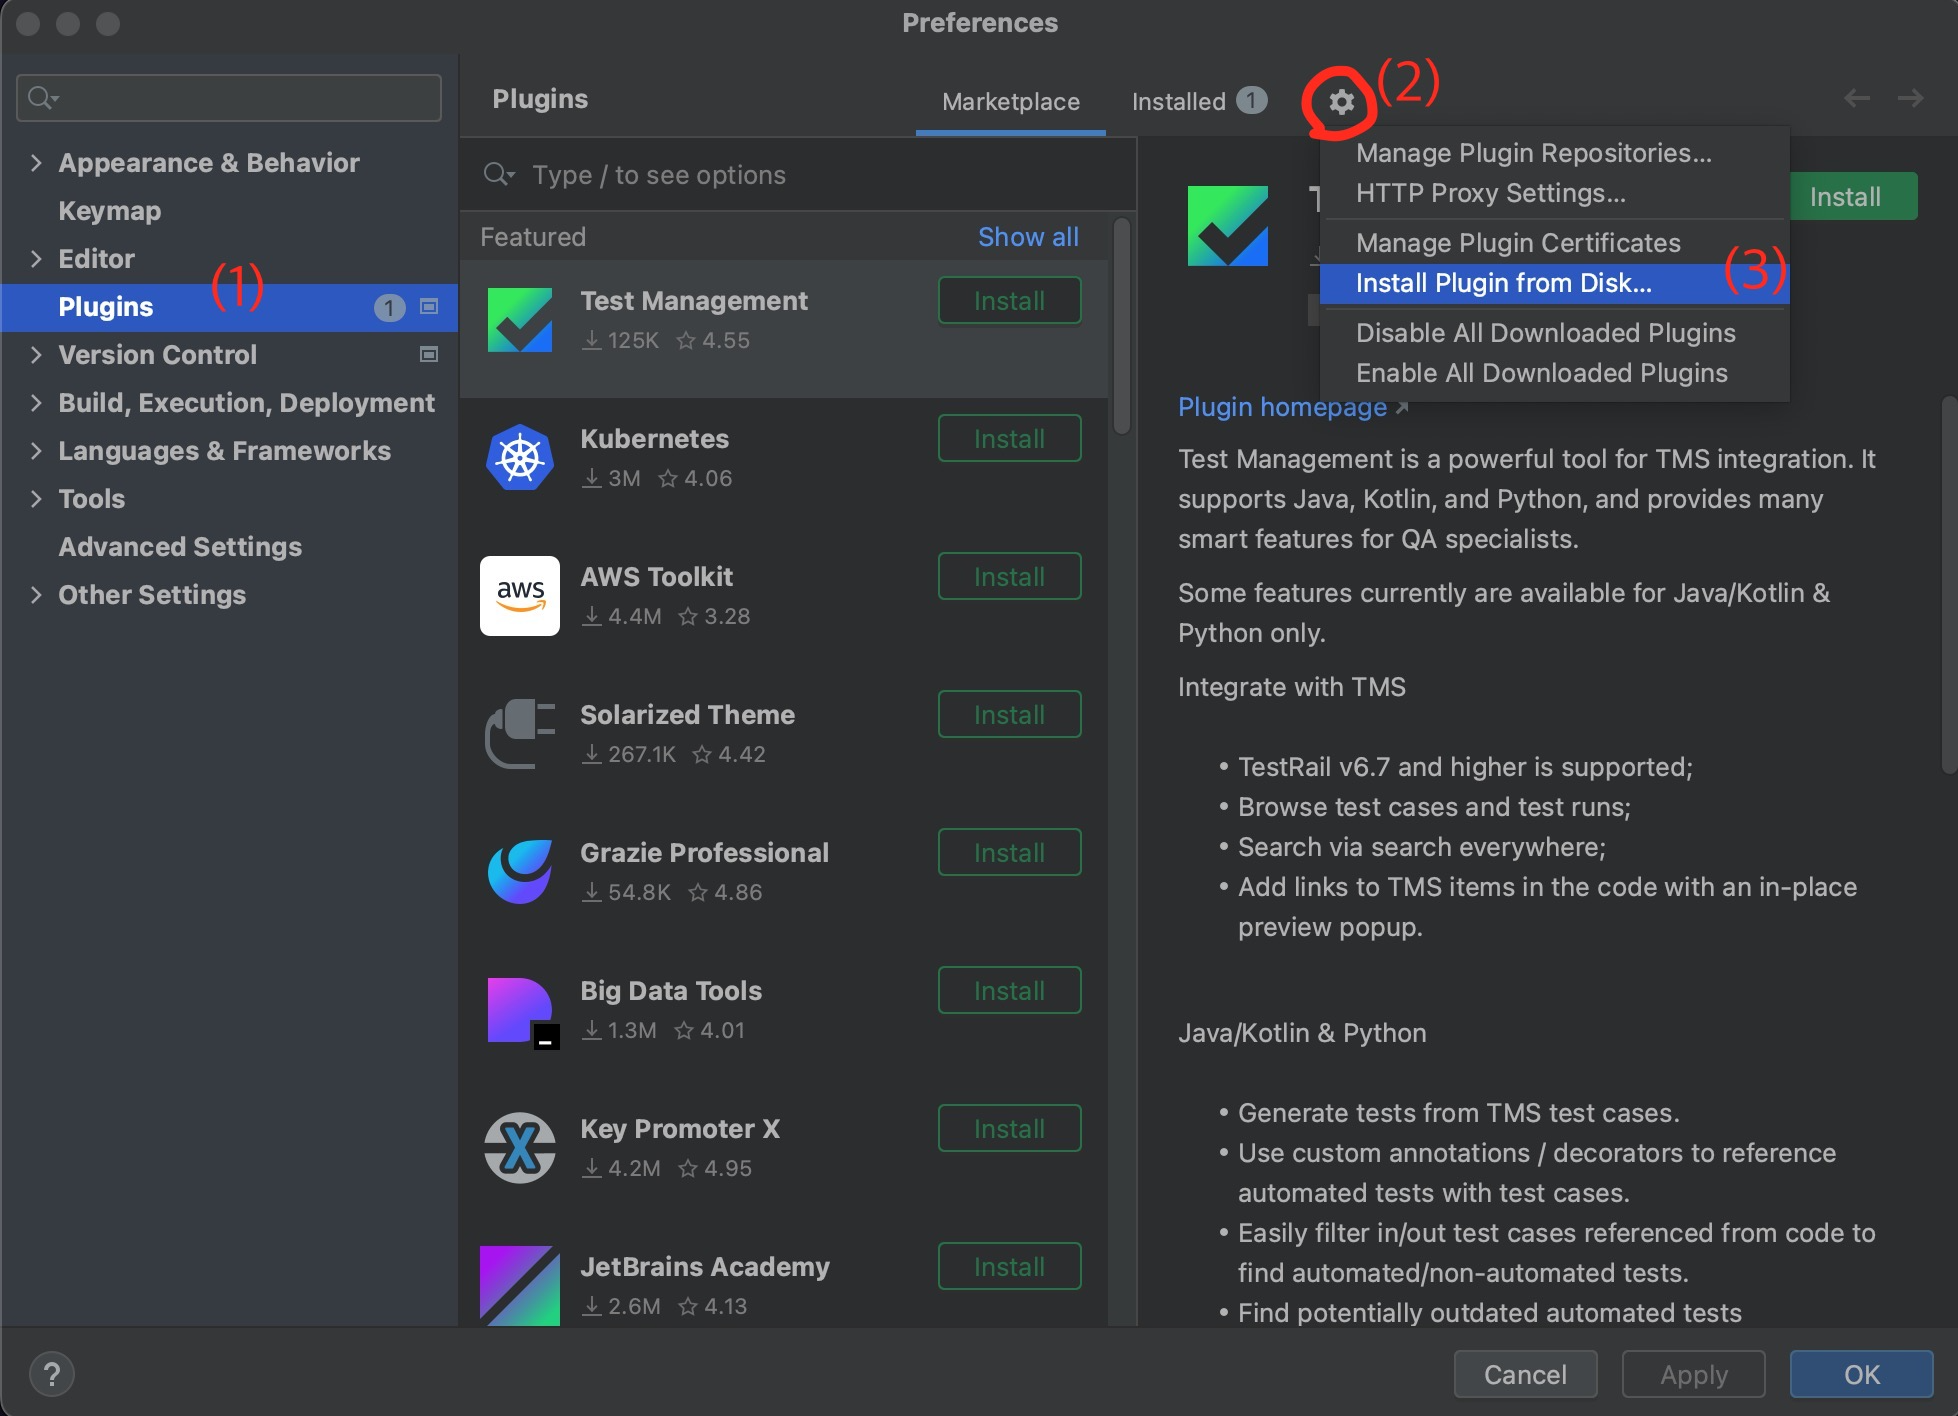 Preferences
Appearance & Behavior
Keymap
Editor
Plugins
1
Version Control
Build, Execution, Deployment
Languages & Frameworks
Tools
Advanced Settings
Other Settings
(1)
Plugins
Marketplace
Installed 1
(2)
Type / to see options
Featured
Show all
Test Management
125K 4.55
Install
Kubernetes
3M 4.06
Install
aws
AWS Toolkit
4.4M 3.28
Install
Solarized Theme
267.1K 4.42
Install
Grazie Professional
54.8K 4.86
Install
Big Data Tools
1.3M 4.01
Install
Key Promoter X
4.2M 4.95
Install
JetBrains Academy
2.6M 4.13
Install
Manage Plugin Repositories...
HTTP Proxy Settings...
Manage Plugin Certificates
Install Plugin from Disk...
(3)
Disable All Downloaded Plugins
Enable All Downloaded Plugins
Install
Plugin homepage
Test Management is a powerful tool for TMS integration. It
supports Java, Kotlin, and Python, and provides many
smart features for QA specialists.
Some features currently are available for Java/Kotlin &
Python only.
Integrate with TMS
• TestRail v6.7 and higher is supported;
• Browse test cases and test runs;
• Search via search everywhere;
• Add links to TMS items in the code with an in-place
preview popup.
Java/Kotlin & Python
• Generate tests from TMS test cases.
• Use custom annotations / decorators to reference
automated tests with test cases.
• Easily filter in/out test cases referenced from code to
find automated/non-automated tests.
• Find potentially outdated automated tests
?
Cancel
Apply
OK